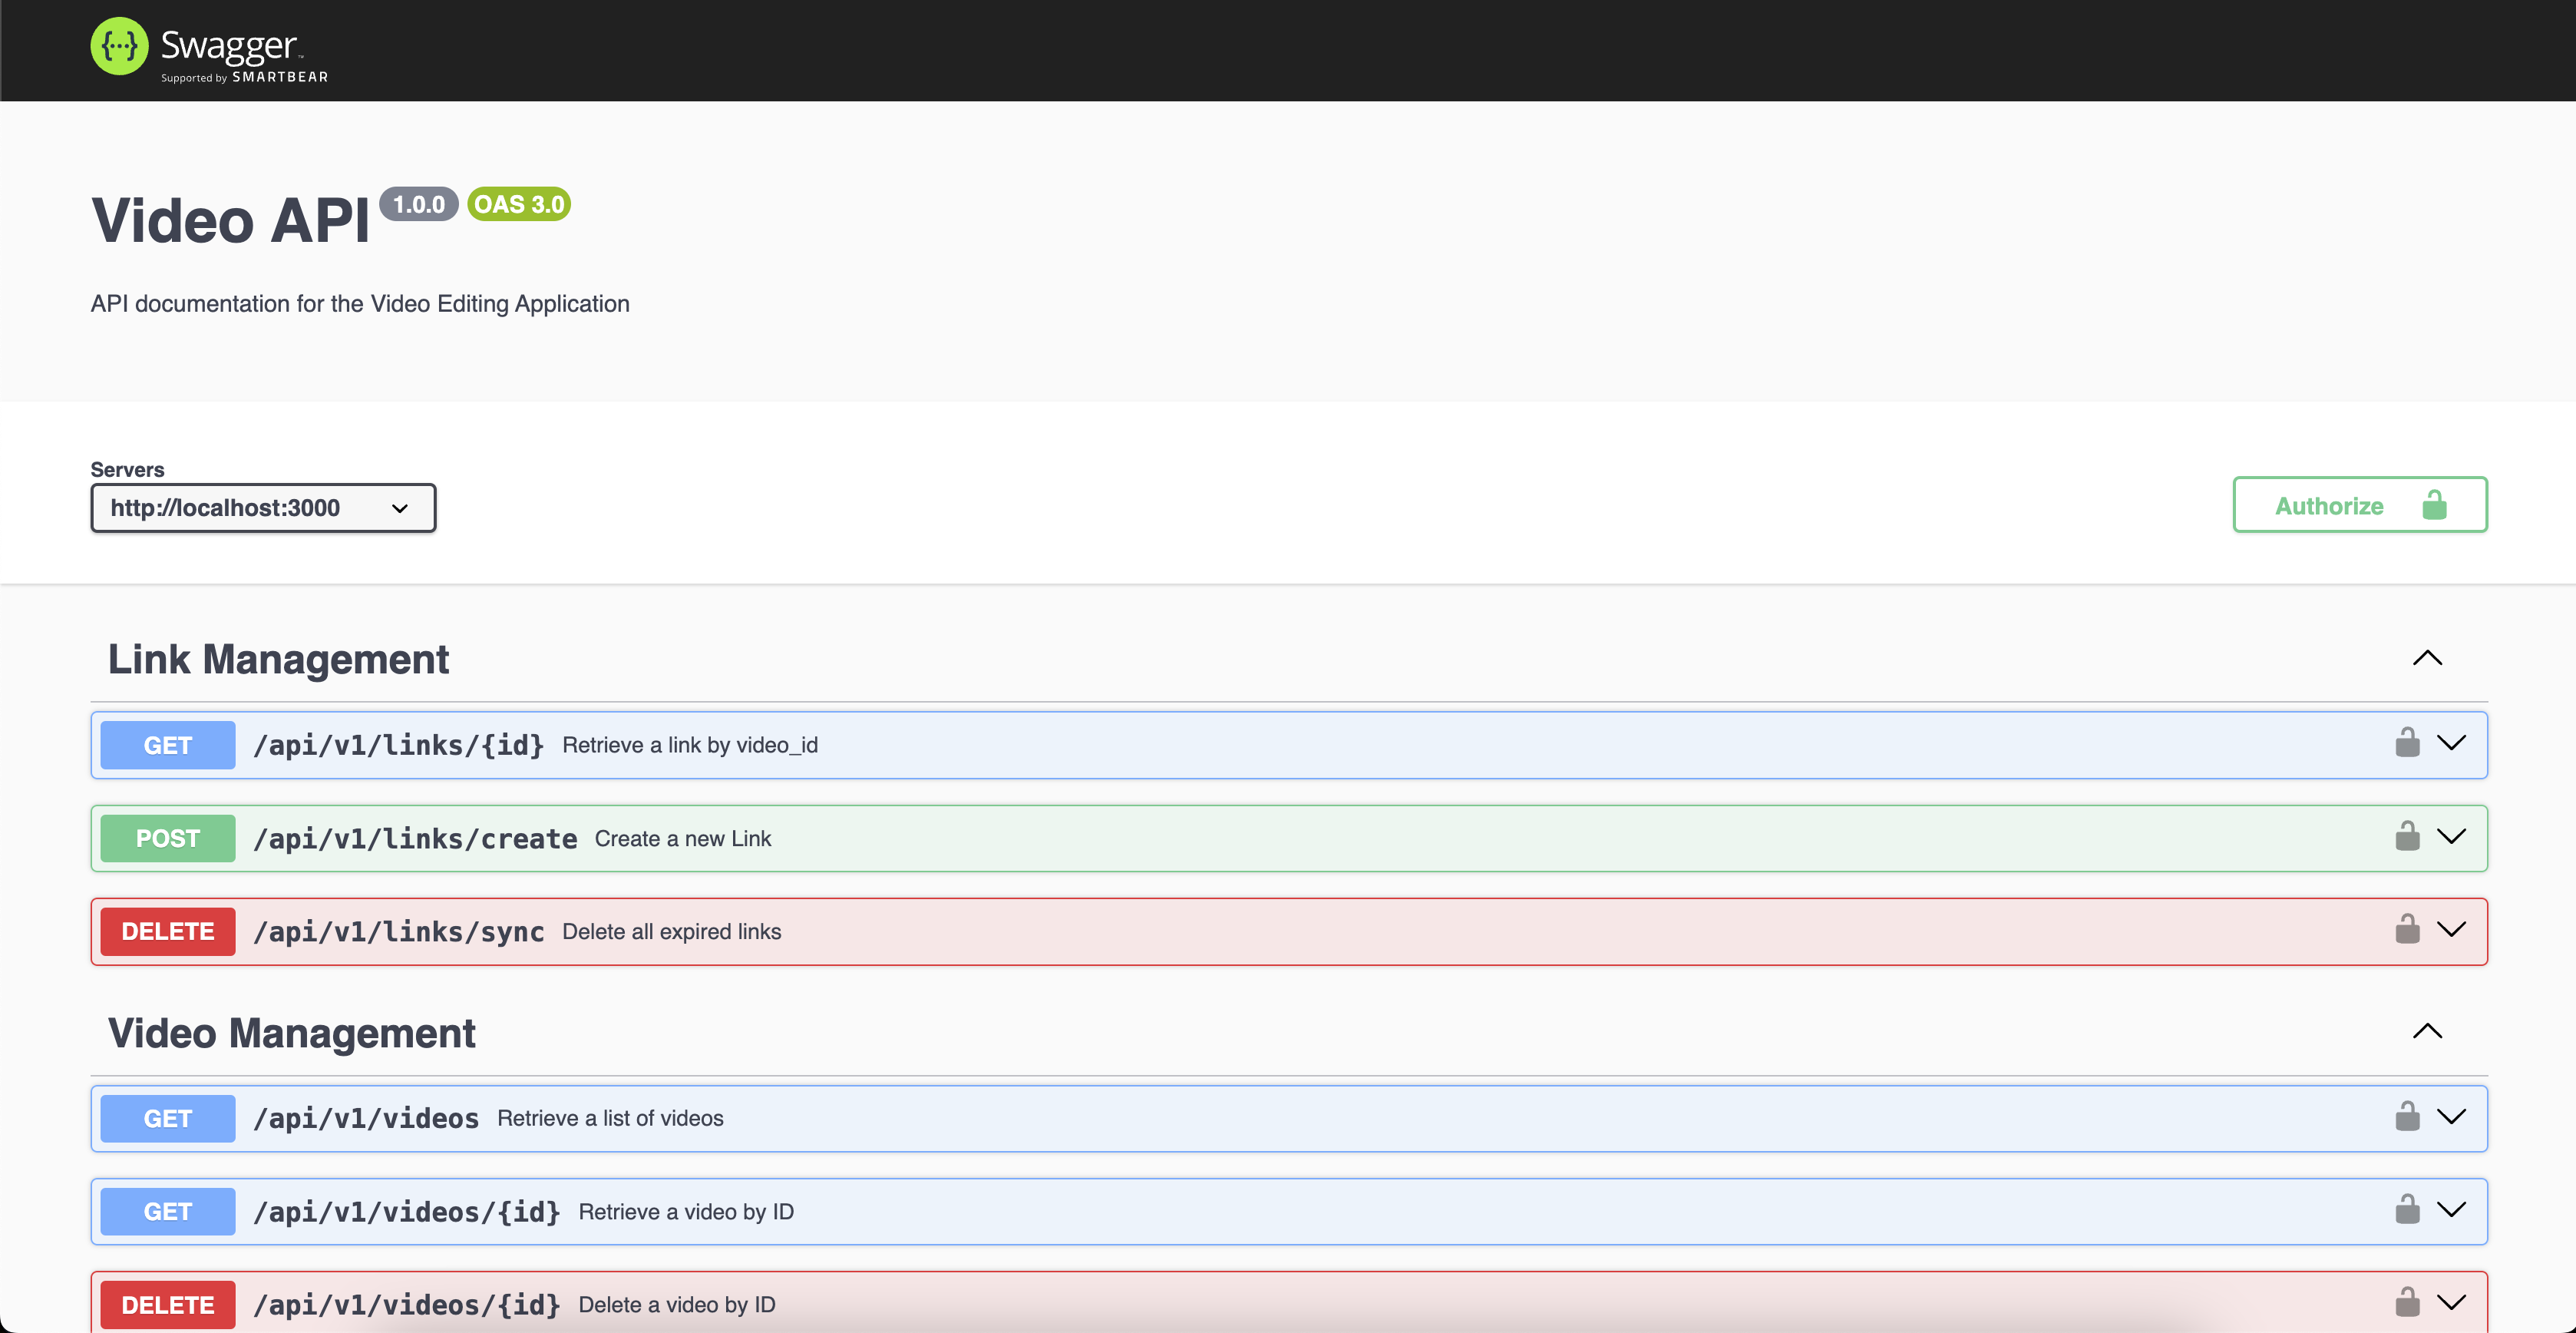 {···} Swagger™
Supported by SMARTBEAR
Video API 1.0.0 OAS 3.0
API documentation for the Video Editing Application
Servers
http://localhost:3000
Authorize
Link Management
GET /api/v1/links/{id} Retrieve a link by video_id
POST /api/v1/links/create Create a new Link
DELETE /api/v1/links/sync Delete all expired links
Video Management
GET /api/v1/videos Retrieve a list of videos
GET /api/v1/videos/{id} Retrieve a video by ID
DELETE /api/v1/videos/{id} Delete a video by ID